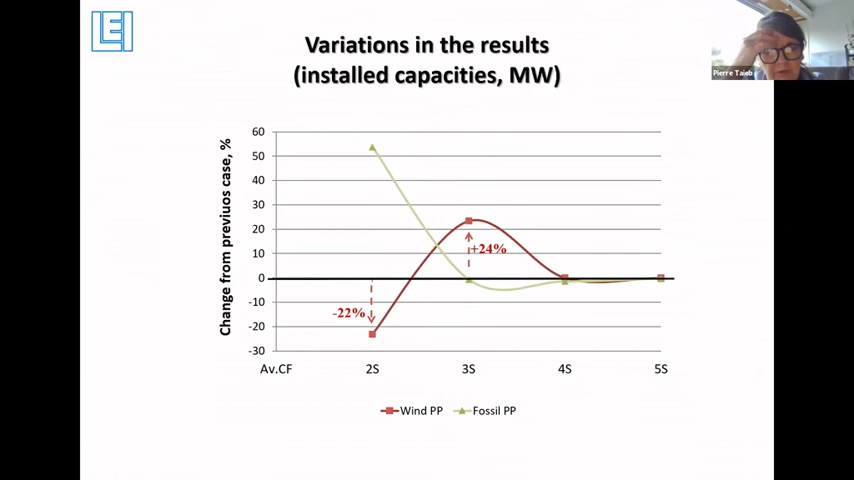 LEI
Variations in the results
(installed capacities, MW)
Pierre Taieb
Change from previuos case, %
60
50
40
30
20
10
0
-10
-20
-30
+24%
-22%
Av.CF
2S
3S
4S
5S
Wind PP
Fossil PP